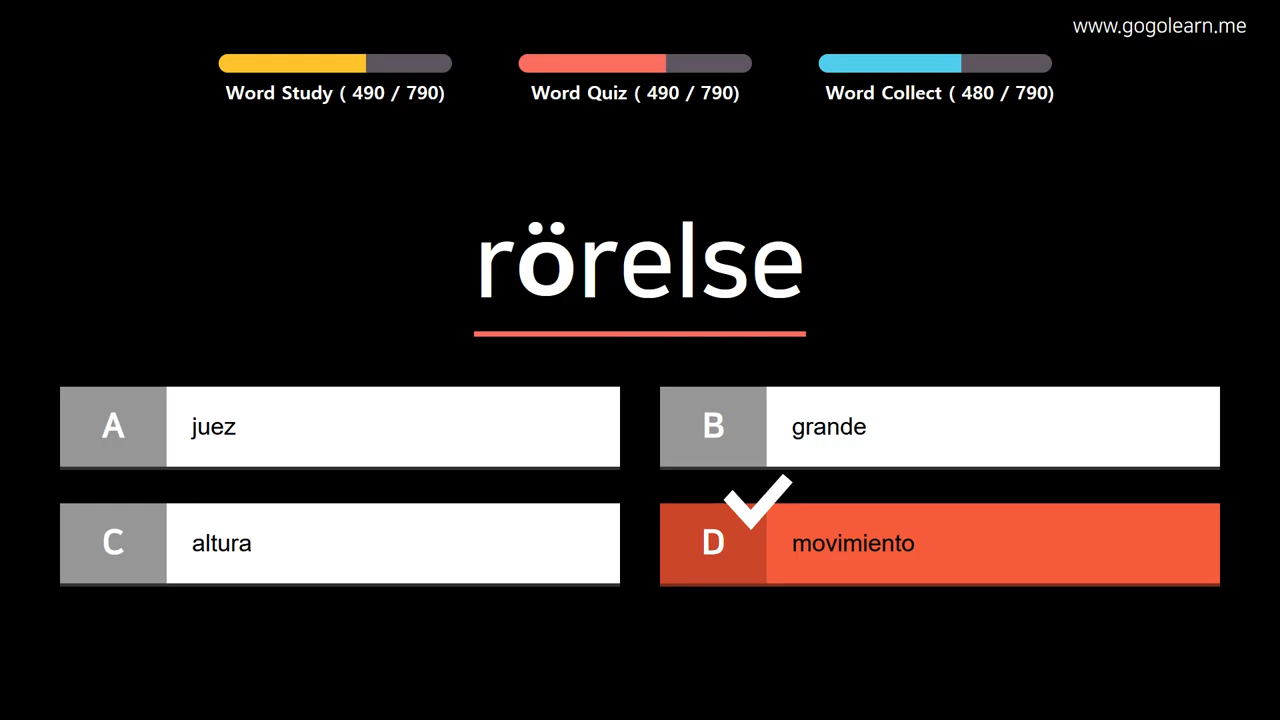 www.gogolearn.me
Word Study ( 490 / 790)
Word Quiz ( 490 / 790)
Word Collect ( 480 / 790)
rörelse
A juez
B grande
C altura
D movimiento